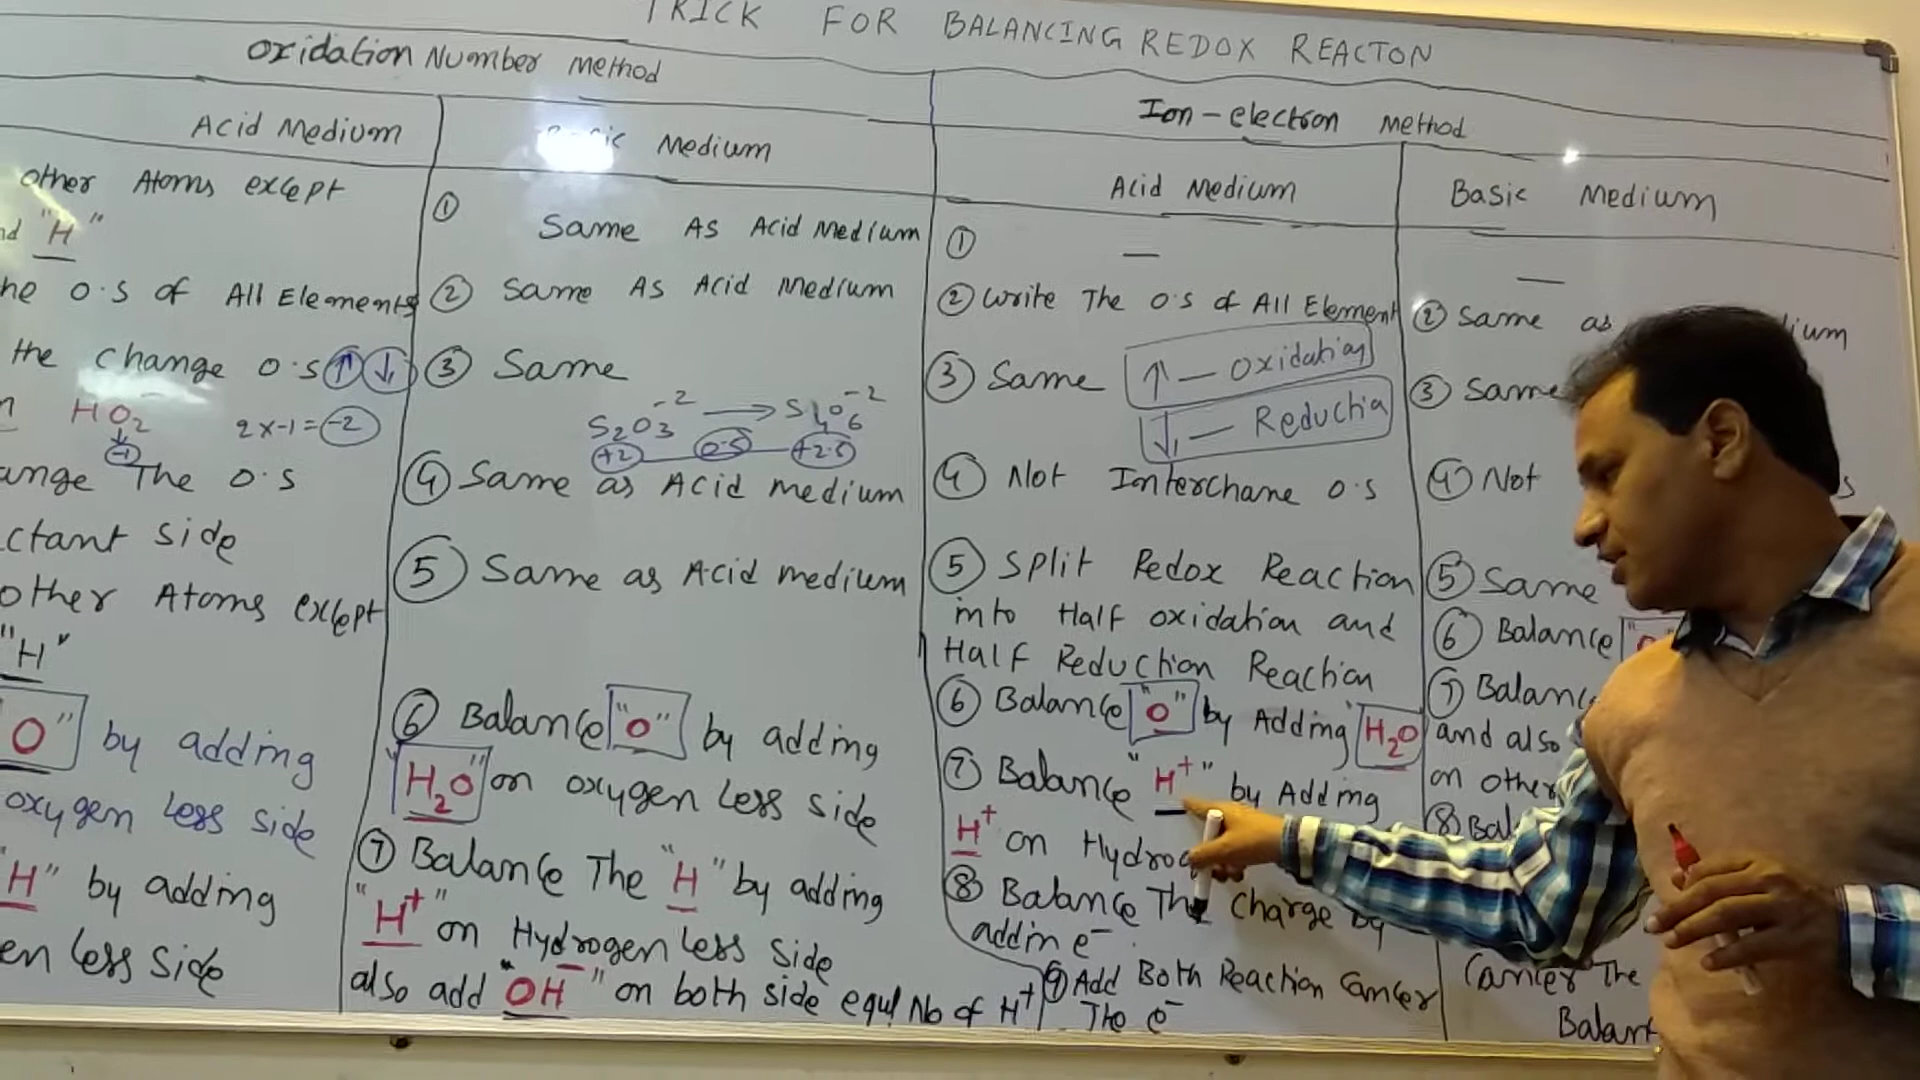 TRICK FOR BALANCING REDOX REACTON
Oxidation Number method
Ion-electron method
Acid Medium
other Atoms except
"H"
he O.S of All Elements
the change O.S ↑ ↓
HO2⁻ 2x-1=-2
-1
ange The O.S
ctant side
other Atoms except
"H"
O" by adding
oxygen less side
"H" by adding
en less side
Medium
① Same As Acid Medium
② Same As Acid Medium
③ Same
S2O3⁻² → S4O6⁻²
+2 0.5 +2.5
④ Same as Acid medium
⑤ Same as Acid medium
⑥ Balance "O" by adding
"H2O" on oxygen less side
⑦ Balance The "H" by adding
"H⁺" on Hydrogen less side
also add "OH⁻" on both side equl No of H⁺
Acid Medium
① —
② Write The O.S of All Element
③ Same ↑ — Oxidation
↓ — Reductia
④ Not Interchane O.S
⑤ Split Redox Reaction
into Half oxidation and
Half Reduction Reaction
⑥ Balance "O" by Adding "H2O
⑦ Balance "H⁺" by Adding
H⁺ on Hydrog
⑧ Balance The Charge by
addin e⁻
⑨ Add Both Reaction Cancer
The e⁻
Basic Medium
—
② Same as dium
③ Same
④ Not s
⑤ Same
⑥ Balance "O"
⑦ Balance
and also
on other
⑧ Bal
Cancer The
Balan